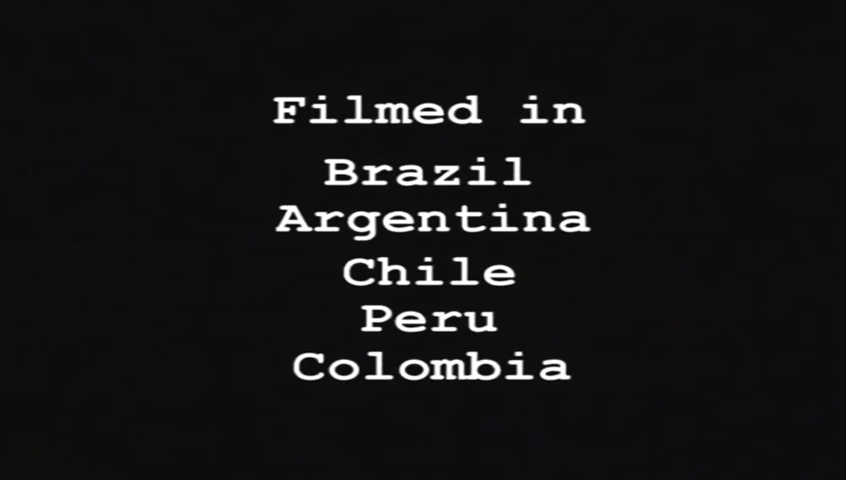 Filmed in
Brazil
Argentina
Chile
Peru
Colombia